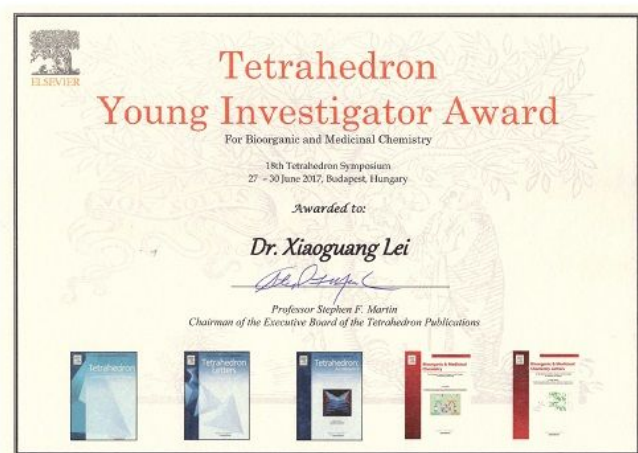 ELSEVIER
Tetrahedron
Young Investigator Award
For Bioorganic and Medicinal Chemistry
18th Tetrahedron Symposium
27 – 30 June 2017, Budapest, Hungary
Awarded to:
Dr. Xiaoguang Lei
Professor Stephen F. Martin
Chairman of the Executive Board of the Tetrahedron Publications
Tetrahedron
Tetrahedron
Letters
Tetrahedron:
Bioorganic & Medicinal
Chemistry
Bioorganic & Medicinal
Chemistry Letters